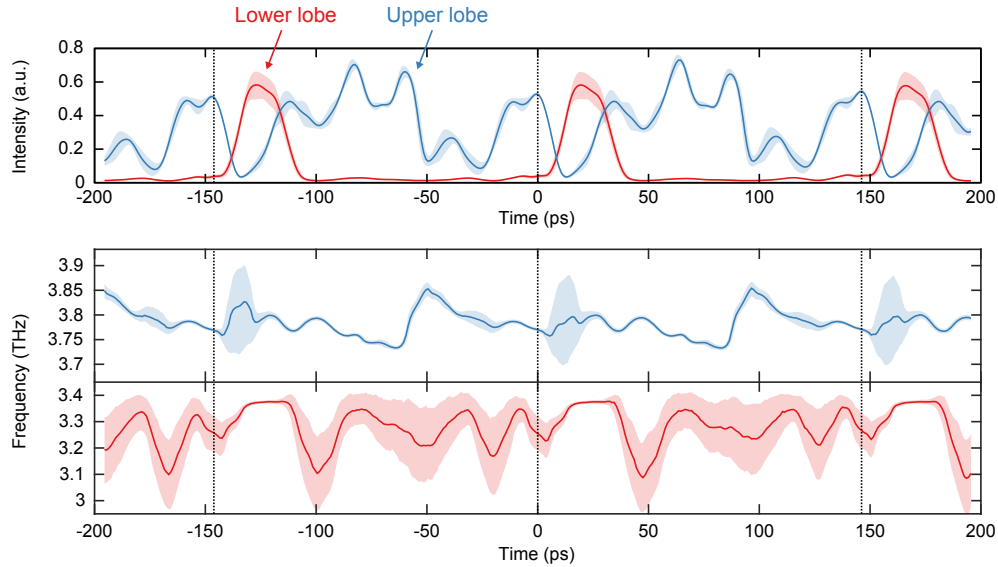 Lower lobe Upper lobe
Intensity (a.u.)
0.8
0.6
0.4
0.2
0
-200 -150 -100 -50 0 50 100 150 200
Time (ps)
Frequency (THz)
3.9
3.85
3.8
3.75
3.7
3.4
3.3
3.2
3.1
3
-200 -150 -100 -50 0 50 100 150 200
Time (ps)